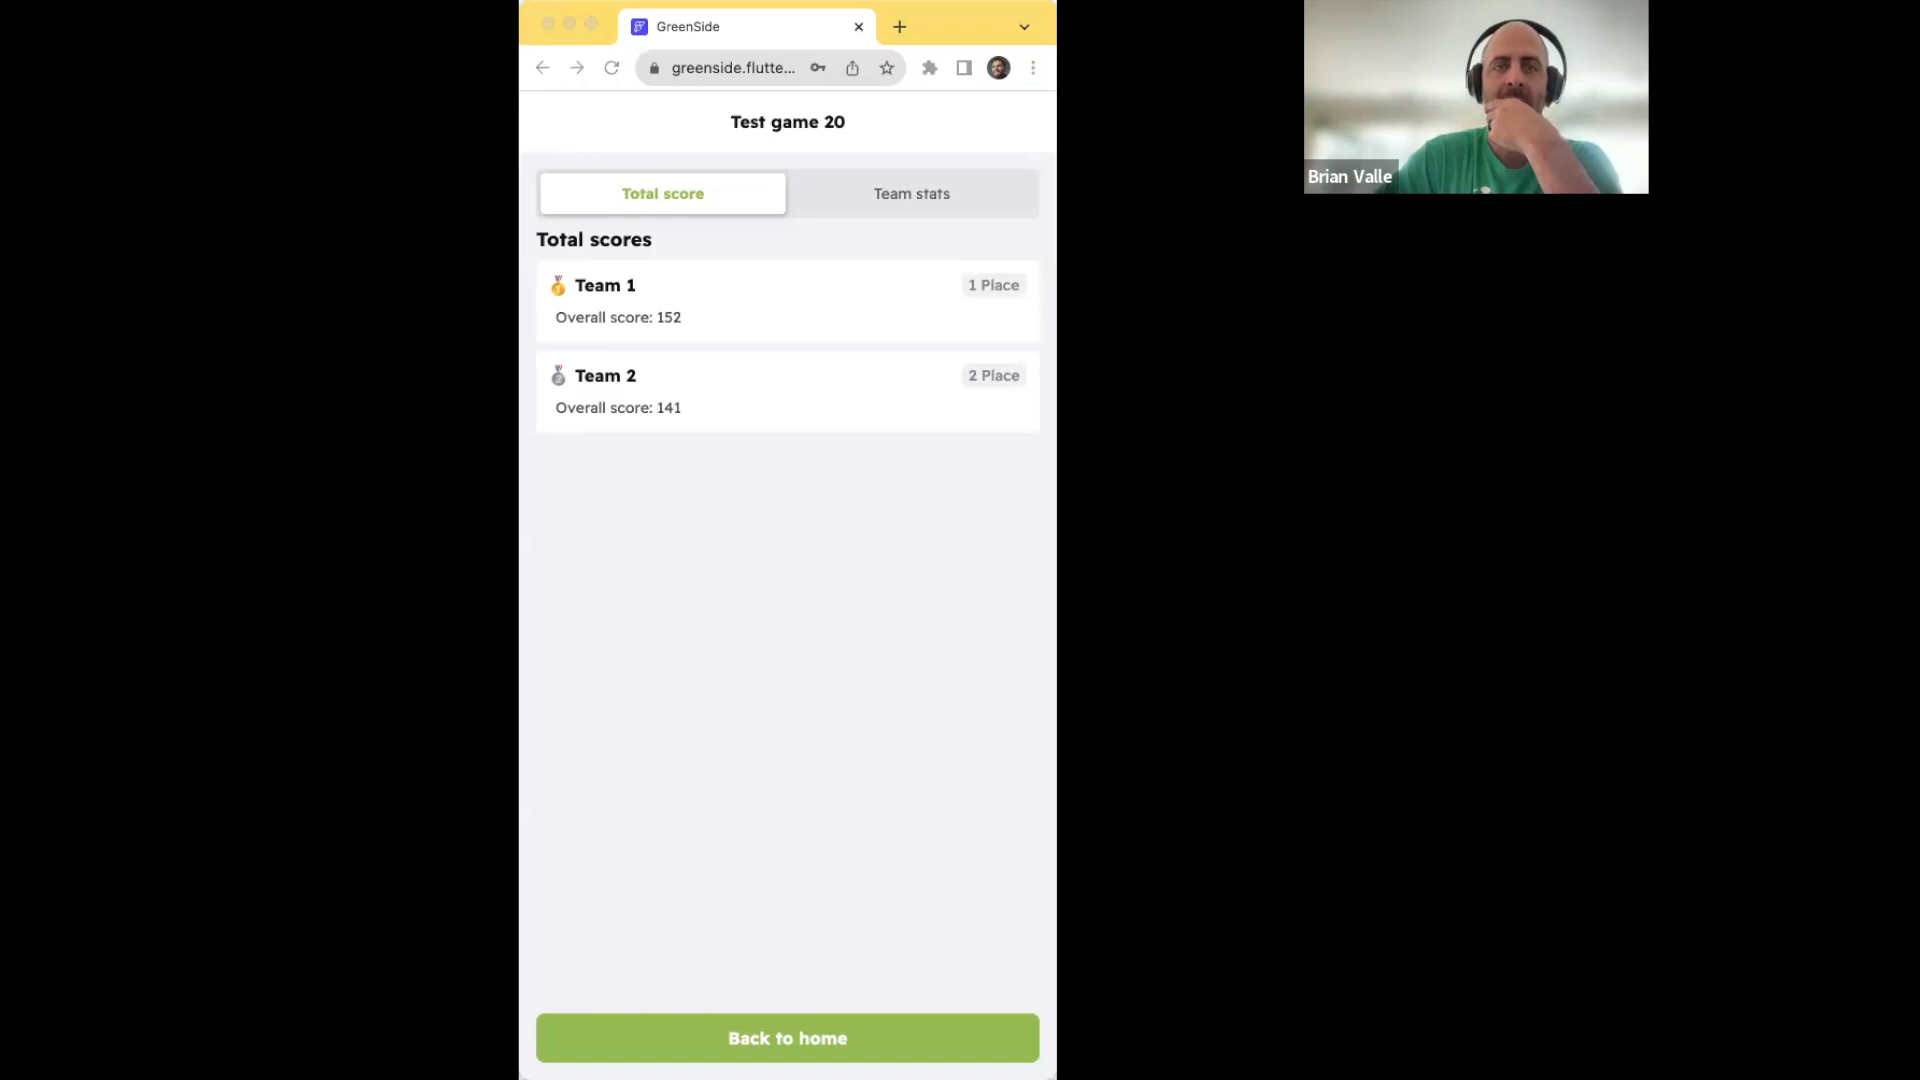 GreenSide
greenside.flutte...
Test game 20
Total score
Team stats
Total scores
Team 1
1 Place
Overall score: 152
Team 2
2 Place
Overall score: 141
Back to home
Brian Valle